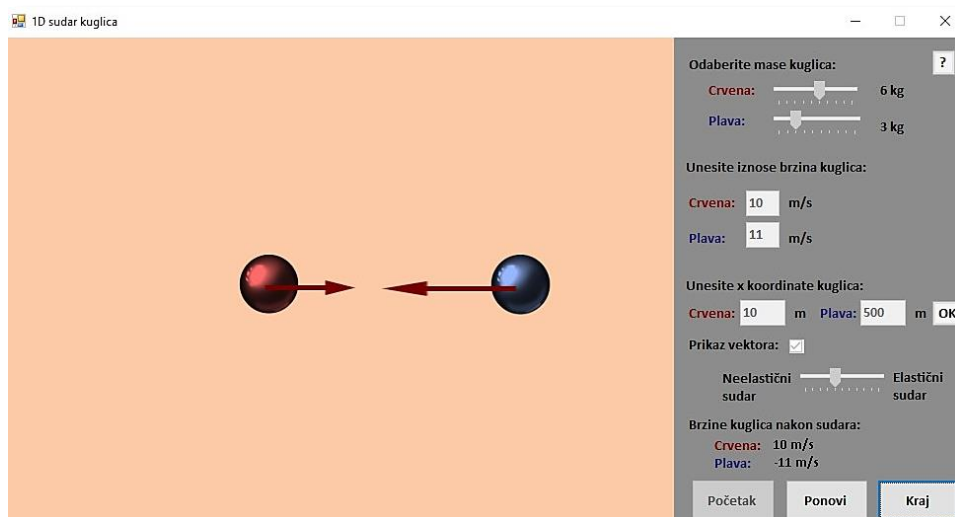 1D sudar kuglica
Odaberite mase kuglica:
?
Crvena: 6 kg
Plava: 3 kg
Unesite iznose brzina kuglica:
Crvena: 10 m/s
Plava: 11 m/s
Unesite x koordinate kuglica:
Crvena: 10 m Plava: 500 m OK
Prikaz vektora:
Neelastični sudar
Elastični sudar
Brzine kuglica nakon sudara:
Crvena: 10 m/s
Plava: -11 m/s
Početak Ponovi Kraj